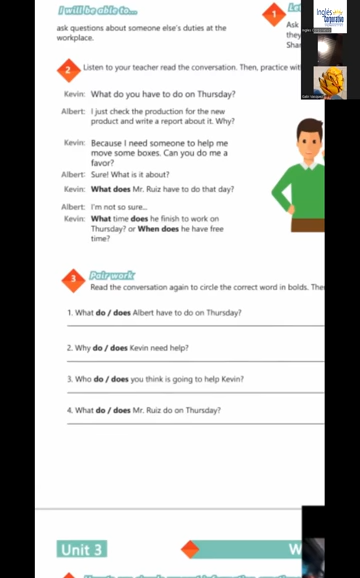 I will be able to...
ask questions about someone else's duties at the
workplace.
1
Ask
they
Shar
Inglés
Corporativo
2 Listen to your teacher read the conversation. Then, practice wit
Kevin: What do you have to do on Thursday?
Albert: I just check the production for the new
product and write a report about it. Why?
Kevin: Because I need someone to help me
move some boxes. Can you do me a
favor?
Albert: Sure! What is it about?
Kevin: What does Mr. Ruiz have to do that day?
Albert: I'm not so sure...
Kevin: What time does he finish to work on
Thursday? or When does he have free
time?
3 Pair work
Read the conversation again to circle the correct word in bolds. The
1. What do / does Albert have to do on Thursday?
2. Why do / does Kevin need help?
3. Who do / does you think is going to help Kevin?
4. What do / does Mr. Ruiz do on Thursday?
Unit 3
W